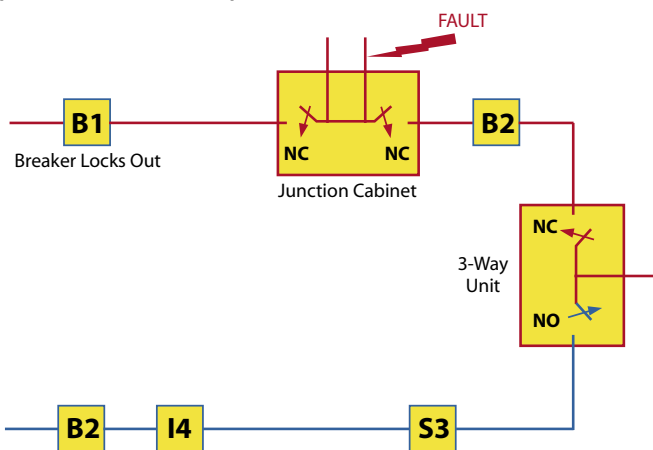 FAULT
B1
Breaker Locks Out
NC
NC
Junction Cabinet
B2
NC
3-Way
Unit
NO
B2
I4
S3